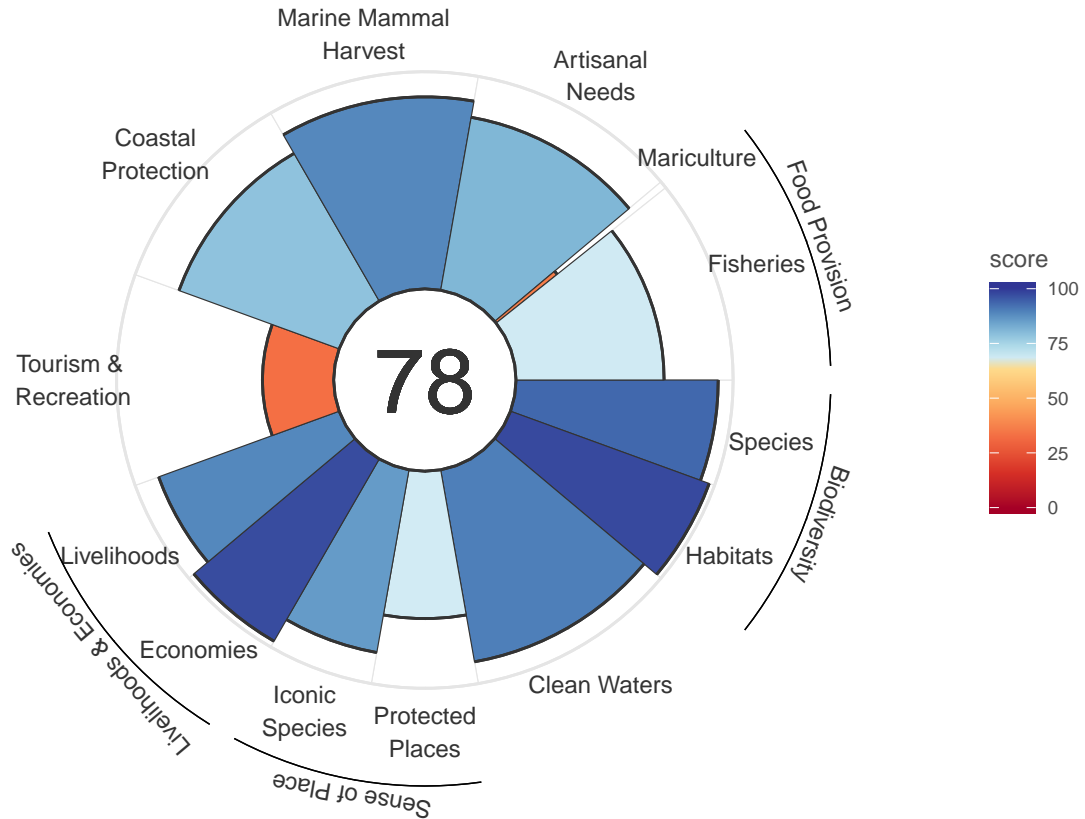 Marine Mammal
Harvest
Artisanal
Needs
Coastal
Protection
Mariculture
Food Provision
Fisheries
score
100
75
50
25
0
78
Tourism &
Recreation
Species
Biodiversity
Habitats
Livelihoods
Livelihoods & Economies
Economies
Iconic
Species
Protected
Places
Clean Waters
Sense of Place